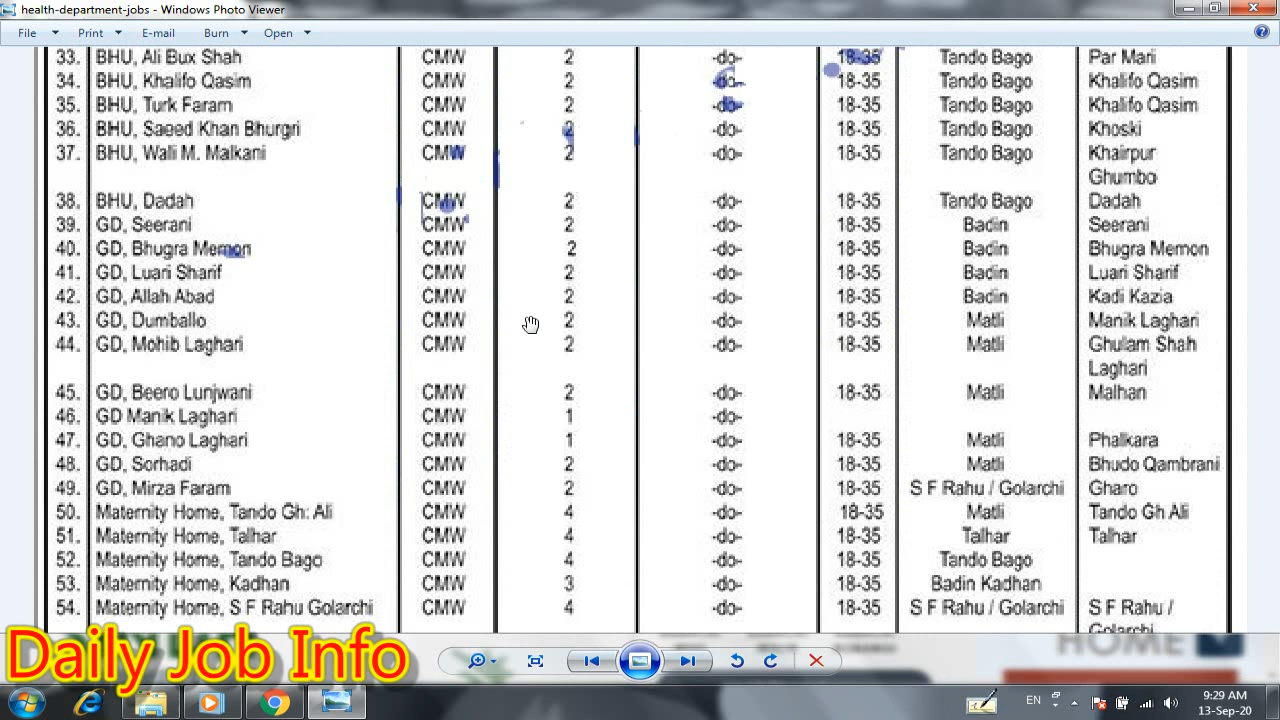 health-department-jobs - Windows Photo Viewer
File Print E-mail Burn Open
33. BHU, Ali Bux Shah CMW 2 -do- 18-35 Tando Bago Par Mari
34. BHU, Khalifo Qasim CMW 2 -do- 18-35 Tando Bago Khalifo Qasim
35. BHU, Turk Faram CMW 2 -do- 18-35 Tando Bago Khalifo Qasim
36. BHU, Saeed Khan Bhurgri CMW 2 -do- 18-35 Tando Bago Khoski
37. BHU, Wali M. Malkani CMW 2 -do- 18-35 Tando Bago Khairpur
Ghumbo
38. BHU, Dadah CMW 2 -do- 18-35 Tando Bago Dadah
39. GD, Seerani CMW 2 -do- 18-35 Badin Seerani
40. GD, Bhugra Memon CMW 2 -do- 18-35 Badin Bhugra Memon
41. GD, Luari Sharif CMW 2 -do- 18-35 Badin Luari Sharif
42. GD, Allah Abad CMW 2 -do- 18-35 Badin Kadi Kazia
43. GD, Dumballo CMW 2 -do- 18-35 Matli Manik Laghari
44. GD, Mohib Laghari CMW 2 -do- 18-35 Matli Ghulam Shah
Laghari
45. GD, Beero Lunjwani CMW 2 -do- 18-35 Matli Malhan
46. GD Manik Laghari CMW 1 -do-
47. GD, Ghano Laghari CMW 1 -do- 18-35 Matli Phalkara
48. GD, Sorhadi CMW 2 -do- 18-35 Matli Bhudo Qambrani
49. GD, Mirza Faram CMW 2 -do- 18-35 S F Rahu / Golarchi Gharo
50. Maternity Home, Tando Gh: Ali CMW 4 -do- 18-35 Matli Tando Gh Ali
51. Maternity Home, Talhar CMW 4 -do- 18-35 Talhar Talhar
52. Maternity Home, Tando Bago CMW 4 -do- 18-35 Tando Bago
53. Maternity Home, Kadhan CMW 3 -do- 18-35 Badin Kadhan
54. Maternity Home, S F Rahu Golarchi CMW 4 -do- 18-35 S F Rahu / Golarchi S F Rahu /
Golarchi
Daily Job Info
EN 9:29 AM
13-Sep-20